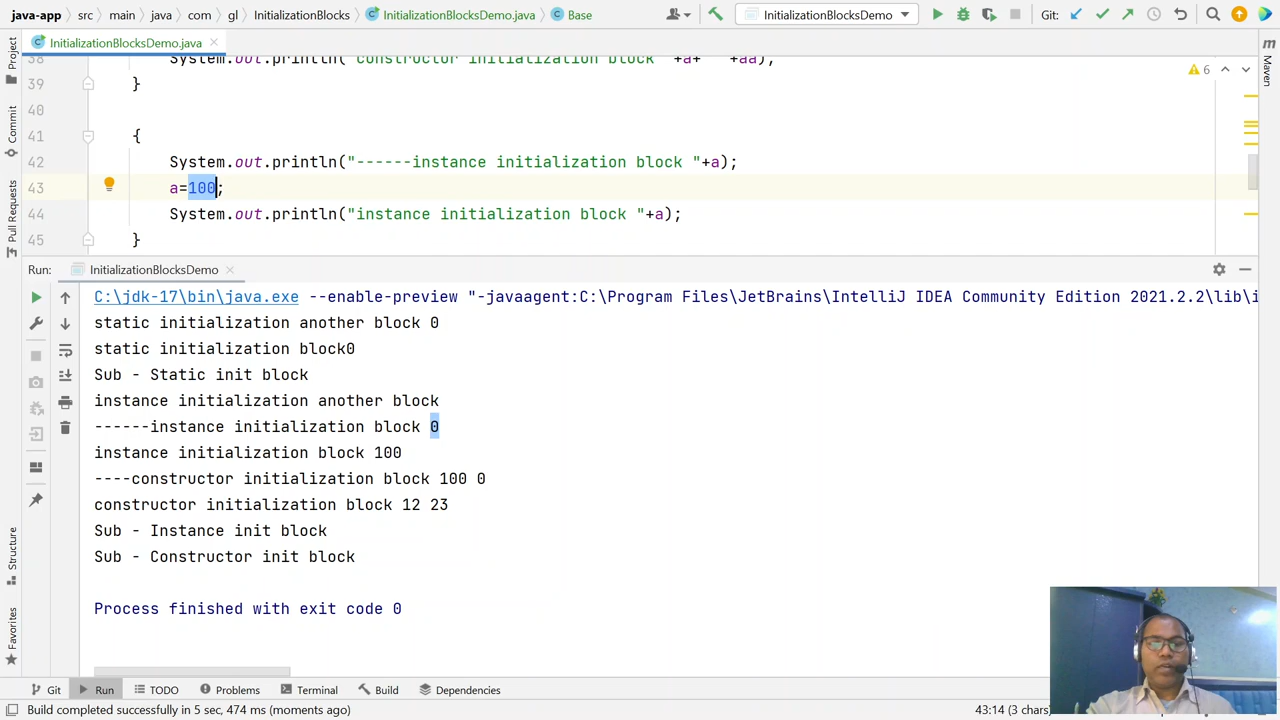 java-app > src > main > java > com > gl > InitializationBlocks > InitializationBlocksDemo.java > Base
InitializationBlocksDemo
Git:
InitializationBlocksDemo.java
Project
Commit
Pull Requests
Structure
Favorites
Maven
6
38 System.out.println("constructor initialization block "+a+" "+aa);
39 }
40
41 {
42 System.out.println("------instance initialization block "+a);
43 a=100;
44 System.out.println("instance initialization block "+a);
45 }
Run: InitializationBlocksDemo
C:\jdk-17\bin\java.exe --enable-preview "-javaagent:C:\Program Files\JetBrains\IntelliJ IDEA Community Edition 2021.2.2\lib\i
static initialization another block 0
static initialization block0
Sub - Static init block
instance initialization another block
------instance initialization block 0
instance initialization block 100
----constructor initialization block 100 0
constructor initialization block 12 23
Sub - Instance init block
Sub - Constructor init block
Process finished with exit code 0
Git Run TODO Problems Terminal Build Dependencies
Build completed successfully in 5 sec, 474 ms (moments ago)
43:14 (3 chars)